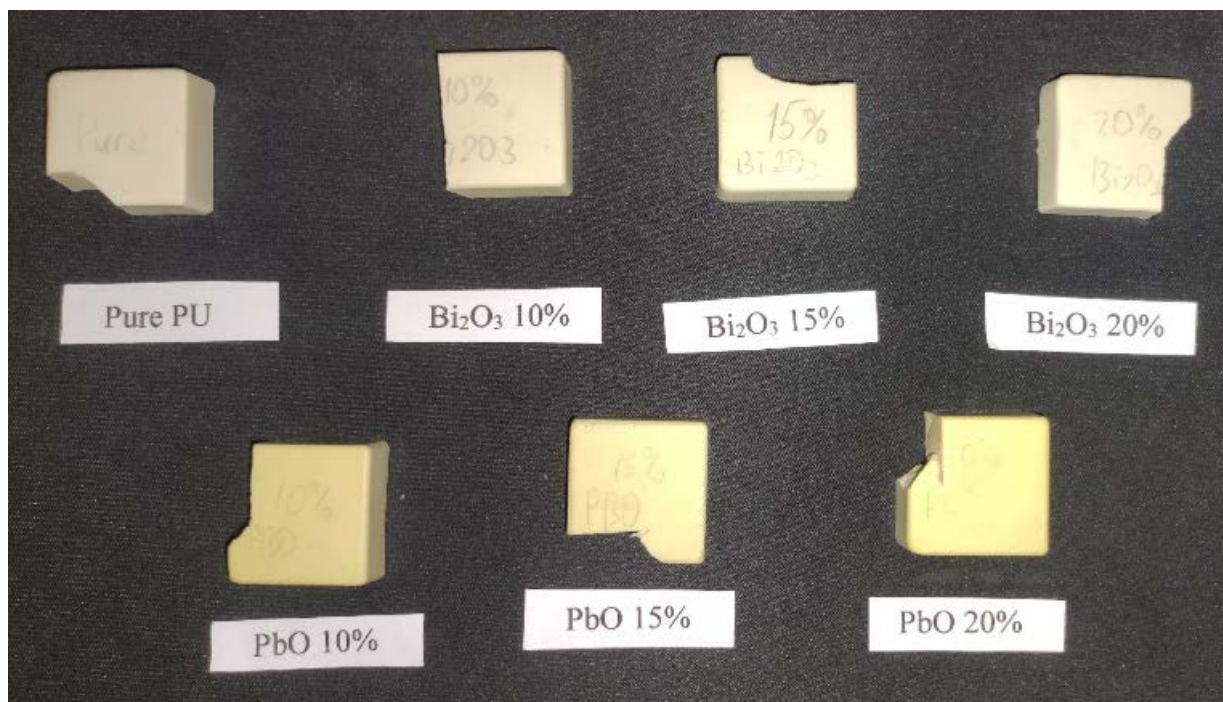 Pure
10%
203
15%
Bi2O3
20%
Bi2O3
Pure PU
Bi₂O₃ 10%
Bi₂O₃ 15%
Bi₂O₃ 20%
10%
15%
PBO
PbO 10%
PbO 15%
PbO 20%